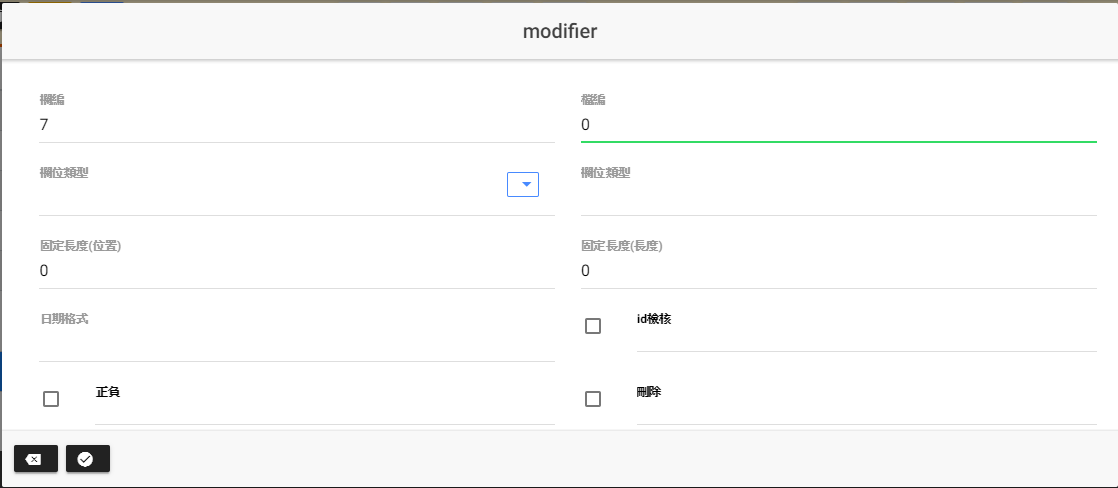 modifier
欄編
檔編
7
0
欄位類型
欄位類型
固定長度(位置)
固定長度(長度)
0
0
日期格式
id檢核
正負
刪除